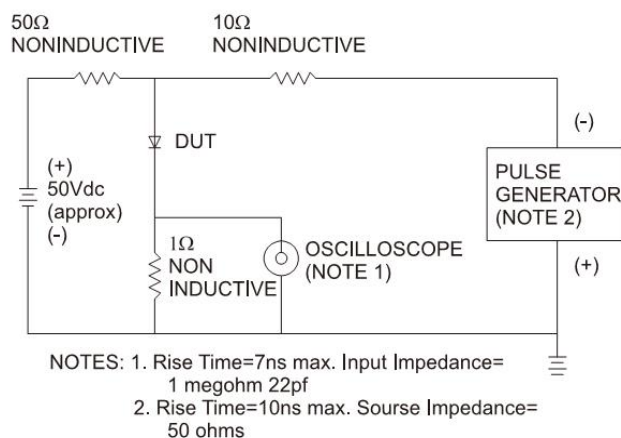 50Ω
NONINDUCTIVE
10Ω
NONINDUCTIVE
(+)
50Vdc
(approx)
(-)
DUT
1Ω
NON
INDUCTIVE
OSCILLOSCOPE
(NOTE 1)
(-)
PULSE
GENERATOR
(NOTE 2)
(+)
NOTES: 1. Rise Time=7ns max. Input Impedance=
1 megohm 22pf
2. Rise Time=10ns max. Sourse Impedance=
50 ohms